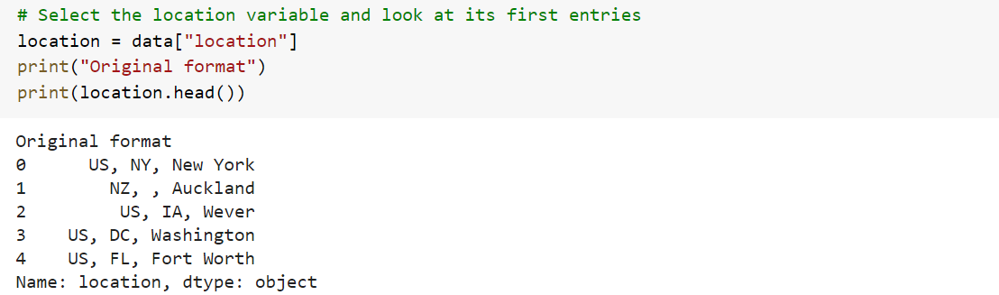 # Select the location variable and look at its first entries
location = data["location"]
print("Original format")
print(location.head())
Original format
0      US, NY, New York
1        NZ, , Auckland
2         US, IA, Wever
3    US, DC, Washington
4    US, FL, Fort Worth
Name: location, dtype: object